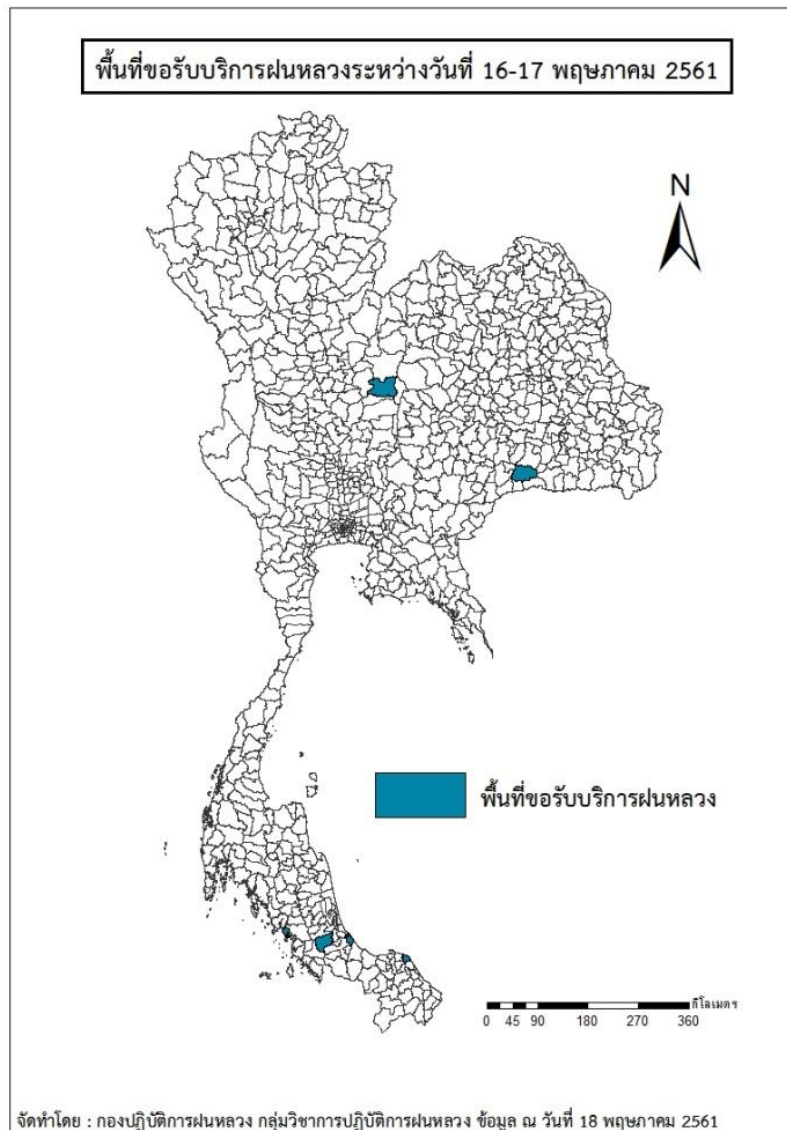 พื้นที่ขอรับบริการฝนหลวงระหว่างวันที่ 16-17 พฤษภาคม 2561
N
พื้นที่ขอรับบริการฝนหลวง
กิโลเมตร
0 45 90 180 270 360
จัดทำโดย : กองปฏิบัติการฝนหลวง กลุ่มวิชาการปฏิบัติการฝนหลวง ข้อมูล ณ วันที่ 18 พฤษภาคม 2561